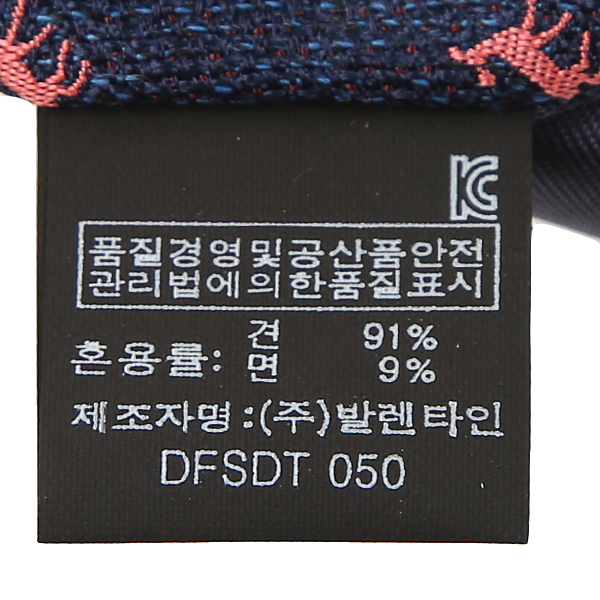 KC
품질경영및공산품안전
관리법에의한품질표시
혼용률: 견 91%
면 9%
제조자명:(주)발렌타인
DFSDT 050